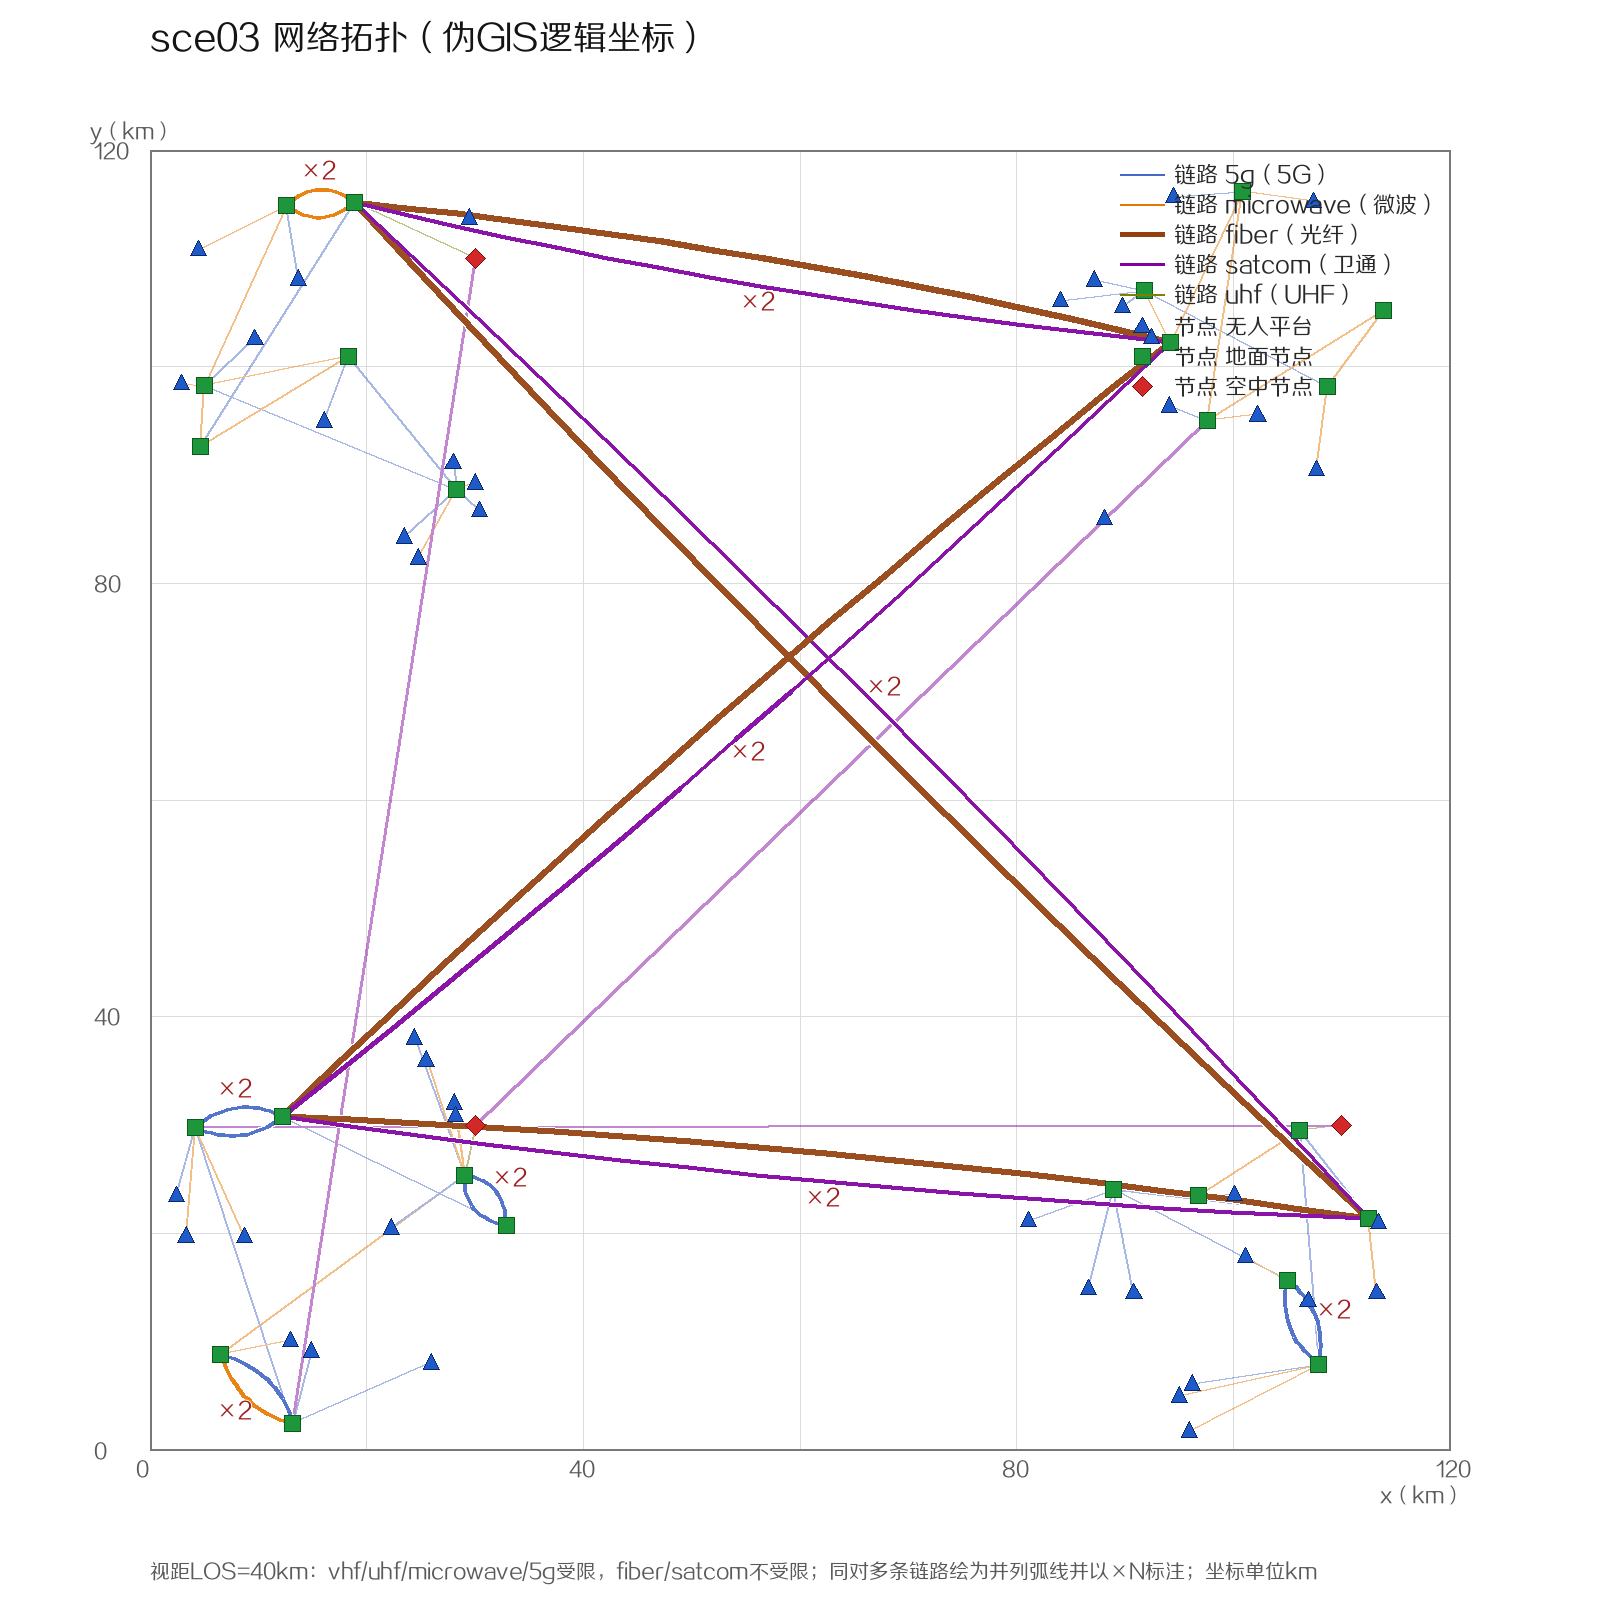 sce03 网络拓扑（伪GIS逻辑坐标）
y（km）
120
×2
链路 5g（5G）
链路 microwave（微波）
链路 fiber（光纤）
链路 satcom（卫通）
×2
链路 uhf（UHF）
节点 无人平台
节点 地面节点
节点 空中节点
80
×2
×2
40
×2
×2
×2
×2
×2
0
0
40
80
120
x（km）
视距LOS=40km：vhf/uhf/microwave/5g受限，fiber/satcom不受限；同对多条链路绘为并列弧线并以×N标注；坐标单位km